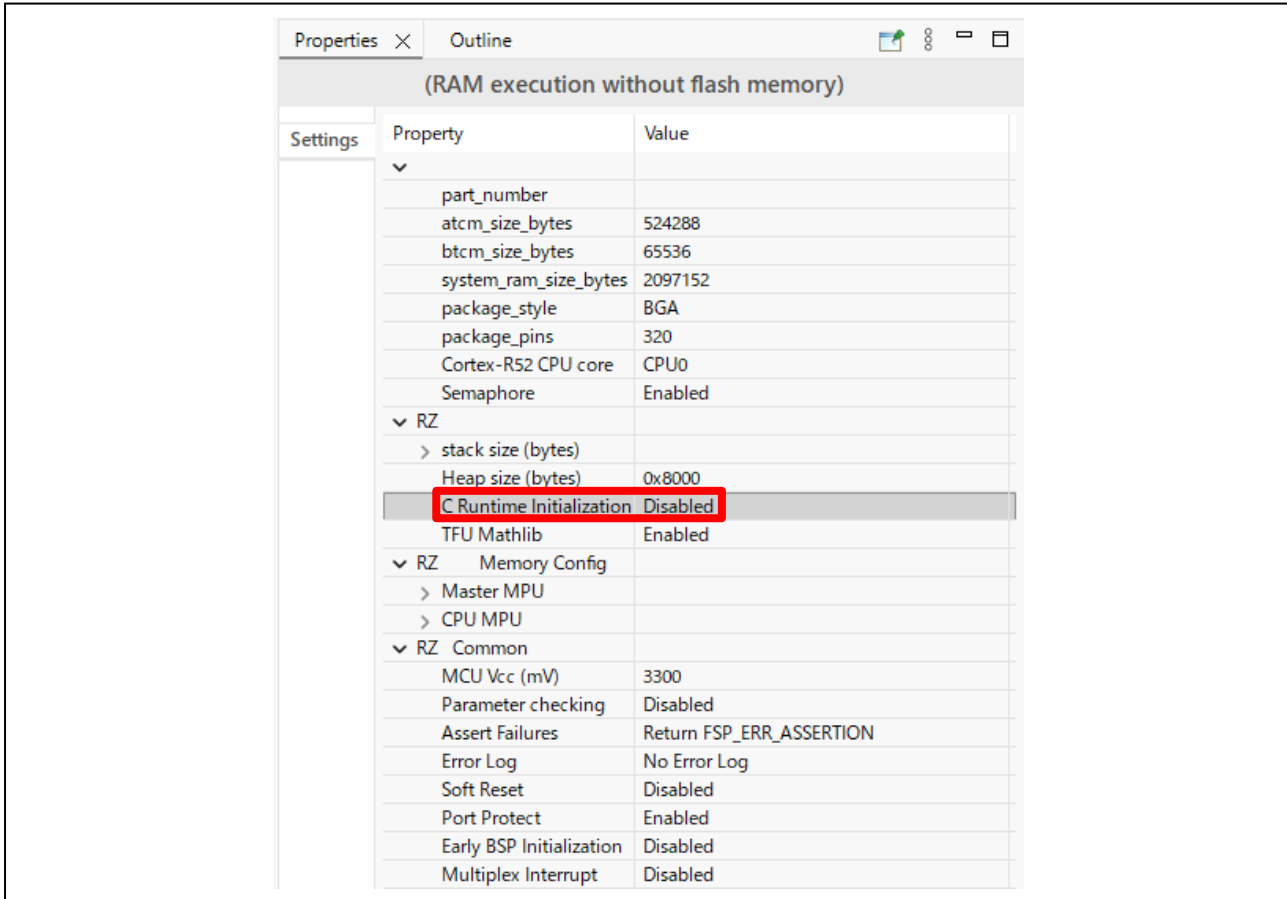 Properties Outline
(RAM execution without flash memory)
Settings Property Value
part_number
atcm_size_bytes 524288
btcm_size_bytes 65536
system_ram_size_bytes 2097152
package_style BGA
package_pins 320
Cortex-R52 CPU core CPU0
Semaphore Enabled
RZ
stack size (bytes)
Heap size (bytes) 0x8000
C Runtime Initialization Disabled
TFU Mathlib Enabled
RZ Memory Config
Master MPU
CPU MPU
RZ Common
MCU Vcc (mV) 3300
Parameter checking Disabled
Assert Failures Return FSP_ERR_ASSERTION
Error Log No Error Log
Soft Reset Disabled
Port Protect Enabled
Early BSP Initialization Disabled
Multiplex Interrupt Disabled